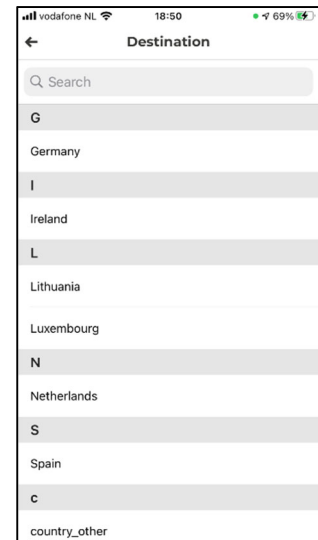 vodafone NL 18:50 69%
Destination
Search
G
Germany
I
Ireland
L
Lithuania
Luxembourg
N
Netherlands
S
Spain
c
country_other